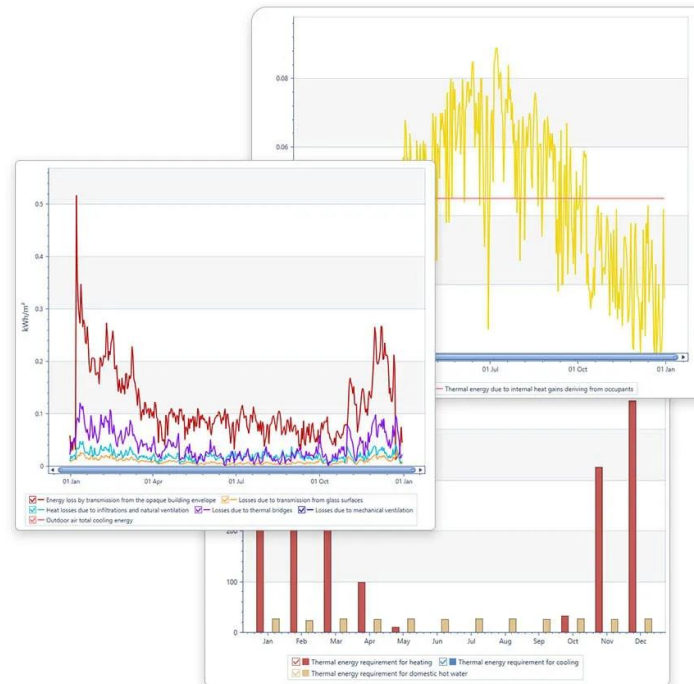 0.08
0.06
01 Jul
01 Oct
01 Jan
Thermal energy due to internal heat gains deriving from occupants
kWh/m²
0.5
0.4
0.3
0.2
0.1
0
01 Jan
01 Apr
01 Jul
01 Oct
01 Jan
Energy loss by transmission from the opaque building envelope
Losses due to transmission from glass surfaces
Heat losses due to infiltrations and natural ventilation
Losses due to thermal bridges
Losses due to mechanical ventilation
Outdoor air total cooling energy
200
100
0
Jan Feb Mar Apr May Jun Jul Aug Sep Oct Nov Dec
Thermal energy requirement for heating
Thermal energy requirement for cooling
Thermal energy requirement for domestic hot water